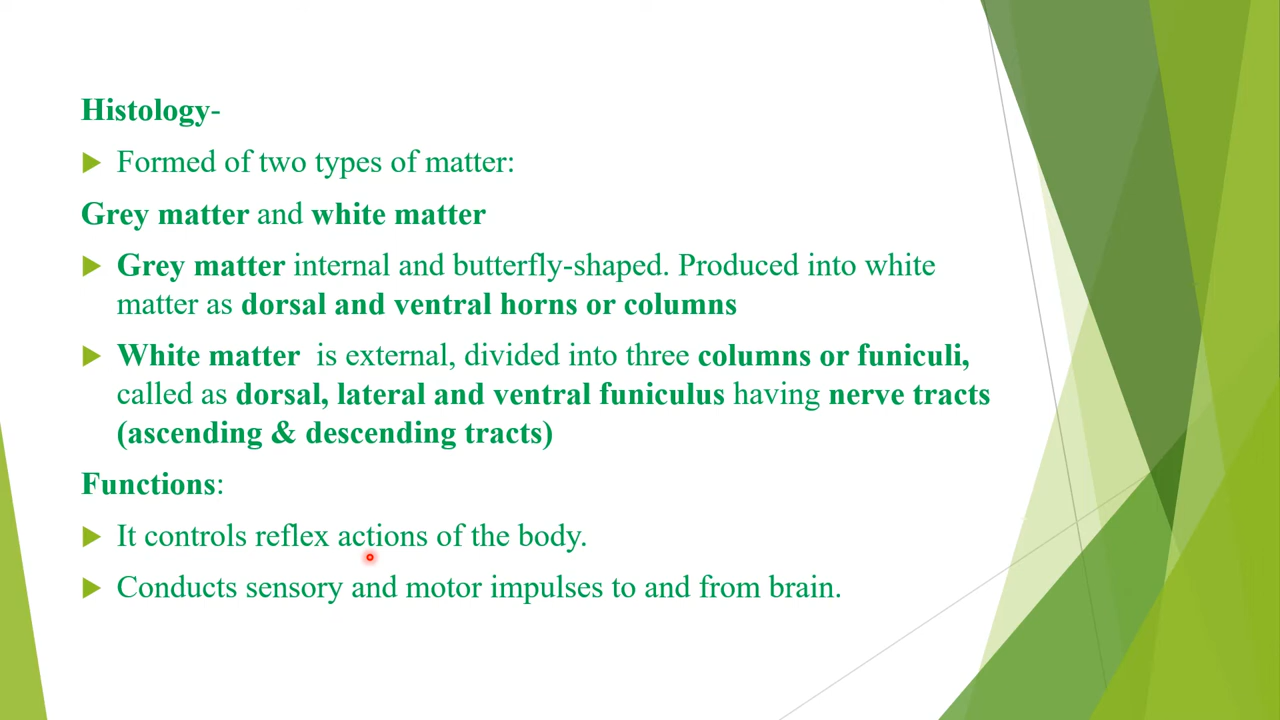 Histology-
Formed of two types of matter:
Grey matter and white matter
Grey matter internal and butterfly-shaped. Produced into white
matter as dorsal and ventral horns or columns
White matter is external, divided into three columns or funiculi,
called as dorsal, lateral and ventral funiculus having nerve tracts
(ascending & descending tracts)
Functions:
It controls reflex actions of the body.
Conducts sensory and motor impulses to and from brain.